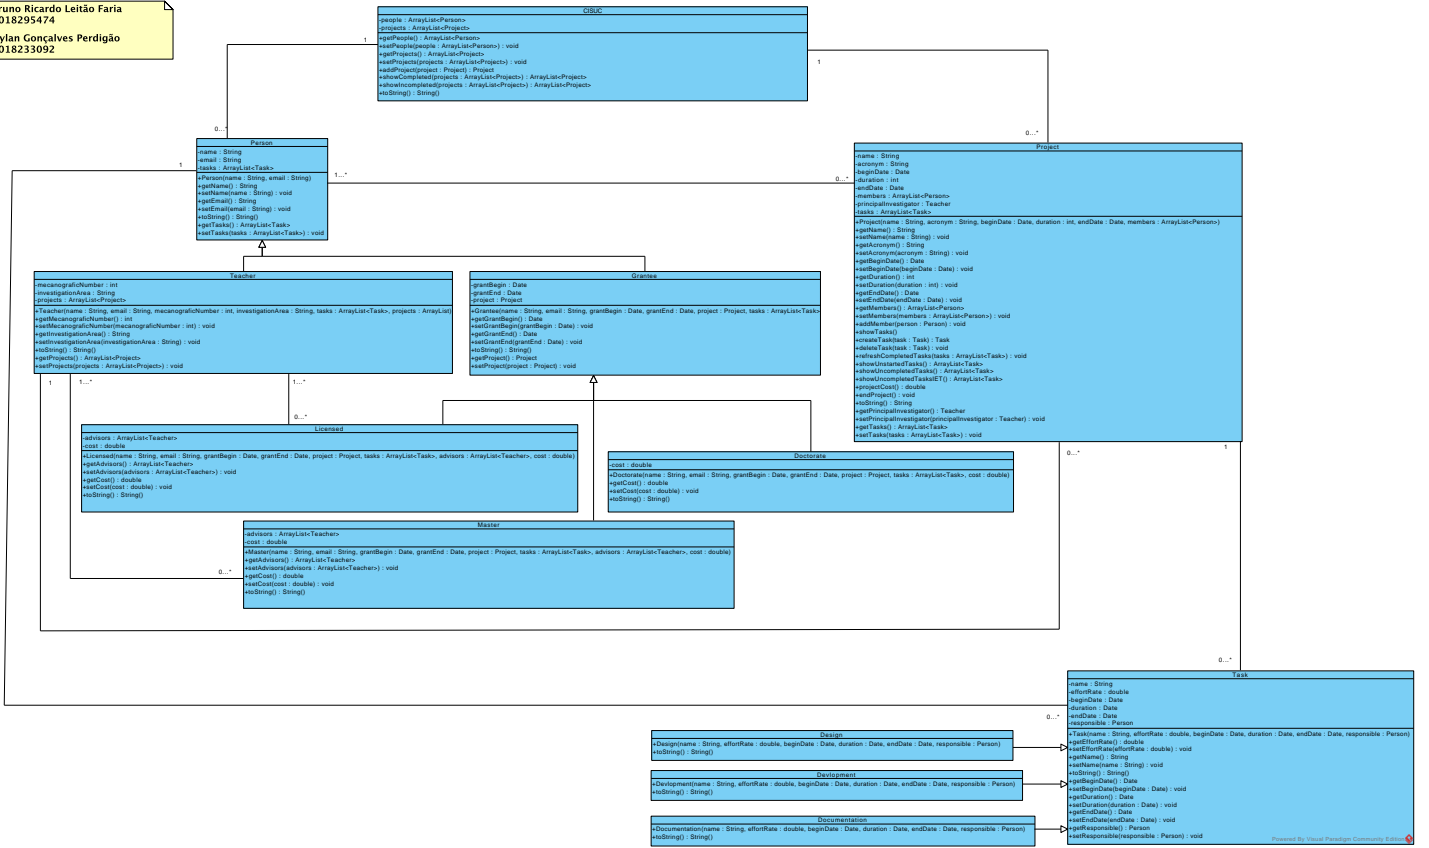 runo Ricardo Leitão Faria
018295474
ylan Gonçalves Perdigão
018233092
CISUC
-people : ArrayList<Person>
-projects : ArrayList<Project>
+getPeople() : ArrayList<Person>
+setPeople(people : ArrayList<Person>) : void
+getProjects() : ArrayList<Project>
+setProjects(projects : ArrayList<Project>) : void
+addProject(project : Project) : Project
+showCompleted(projects : ArrayList<Project>) : ArrayList<Project>
+showIncompleted(projects : ArrayList<Project>) : ArrayList<Project>
+toString() : String()
1
1
0...*
0...*
Person
-name : String
-email : String
-tasks : ArrayList<Task>
+Person(name : String, email : String)
+getName() : String
+setName(name : String) : void
+getEmail() : String
+setEmail(email : String) : void
+toString() : String()
+getTasks() : ArrayList<Task>
+setTasks(tasks : ArrayList<Task>) : void
1
1...*
0...*
Project
-name : String
-acronym : String
-beginDate : Date
-duration : int
-endDate : Date
-members : ArrayList<Person>
-principalInvestigator : Teacher
-tasks : ArrayList<Task>
+Project(name : String, acronym : String, beginDate : Date, duration : int, endDate : Date, members : ArrayList<Person>)
+getName() : String
+setName(name : String) : void
+getAcronym() : String
+setAcronym(acronym : String) : void
+getBeginDate() : Date
+setBeginDate(beginDate : Date) : void
+getDuration() : int
+setDuration(duration : int) : void
+getEndDate() : Date
+setEndDate(endDate : Date) : void
+getMembers() : ArrayList<Person>
+setMembers(members : ArrayList<Person>) : void
+addMember(person : Person) : void
+showTasks()
+createTask(task : Task) : Task
+deleteTask(task : Task) : void
+refreshCompletedTasks(tasks : ArrayList<Task>) : void
+showUnstartedTasks() : ArrayList<Task>
+showUncompletedTasks() : ArrayList<Task>
+showUncompletedTasksIET() : ArrayList<Task>
+projectCost() : double
+endProject() : void
+toString() : String
+getPrincipalInvestigator() : Teacher
+setPrincipalInvestigator(principalInvestigator : Teacher) : void
+getTasks() : ArrayList<Task>
+setTasks(tasks : ArrayList<Task>) : void
Teacher
-mecanograficNumber : int
-investigationArea : String
-projects : ArrayList<Project>
+Teacher(name : String, email : String, mecanograficNumber : int, investigationArea : String, tasks : ArrayList<Task>, projects : ArrayList)
+getMecanograficNumber() : int
+setMecanograficNumber(mecanograficNumber : int) : void
+getInvestigationArea() : String
+setInvestigationArea(investigationArea : String) : void
+toString() : String()
+getProjects() : ArrayList<Project>
+setProjects(projects : ArrayList<Project>) : void
Grantee
-grantBegin : Date
-grantEnd : Date
-project : Project
+Grantee(name : String, email : String, grantBegin : Date, grantEnd : Date, project : Project, tasks : ArrayList<Task>
+getGrantBegin() : Date
+setGrantBegin(grantBegin : Date) : void
+getGrantEnd() : Date
+setGrantEnd(grantEnd : Date) : void
+toString() : String()
+getProject() : Project
+setProject(project : Project) : void
1
1...*
1...*
0...*
Licensed
-advisors : ArrayList<Teacher>
-cost : double
+Licensed(name : String, email : String, grantBegin : Date, grantEnd : Date, project : Project, tasks : ArrayList<Task>, advisors : ArrayList<Teacher>, cost : double)
+getAdvisors() : ArrayList<Teacher>
+setAdvisors(advisors : ArrayList<Teacher>) : void
+getCost() : double
+setCost(cost : double) : void
+toString() : String()
Doctorate
-cost : double
+Doctorate(name : String, email : String, grantBegin : Date, grantEnd : Date, project : Project, tasks : ArrayList<Task>, cost : double)
+getCost() : double
+setCost(cost : double) : void
+toString() : String()
0...*
1
Master
-advisors : ArrayList<Teacher>
-cost : double
+Master(name : String, email : String, grantBegin : Date, grantEnd : Date, project : Project, tasks : ArrayList<Task>, advisors : ArrayList<Teacher>, cost : double)
+getAdvisors() : ArrayList<Teacher>
+setAdvisors(advisors : ArrayList<Teacher>) : void
+getCost() : double
+setCost(cost : double) : void
+toString() : String()
0...*
0...*
0...*
Task
-name : String
-effortRate : double
-beginDate : Date
-duration : Date
-endDate : Date
-responsible : Person
+Task(name : String, effortRate : double, beginDate : Date, duration : Date, endDate : Date, responsible : Person)
+getEffortRate() : double
+setEffortRate(effortRate : double) : void
+getName() : String
+setName(name : String) : void
+toString() : String()
+getBeginDate() : Date
+setBeginDate(beginDate : Date) : void
+getDuration() : Date
+setDuration(duration : Date) : void
+getEndDate() : Date
+setEndDate(endDate : Date) : void
+getResponsible() : Person
+setResponsible(responsible : Person) : void
Design
+Design(name : String, effortRate : double, beginDate : Date, duration : Date, endDate : Date, responsible : Person)
+toString() : String()
Devlopment
+Devlopment(name : String, effortRate : double, beginDate : Date, duration : Date, endDate : Date, responsible : Person)
+toString() : String()
Documentation
+Documentation(name : String, effortRate : double, beginDate : Date, duration : Date, endDate : Date, responsible : Person)
+toString() : String()
Powered By Visual Paradigm Community Edition